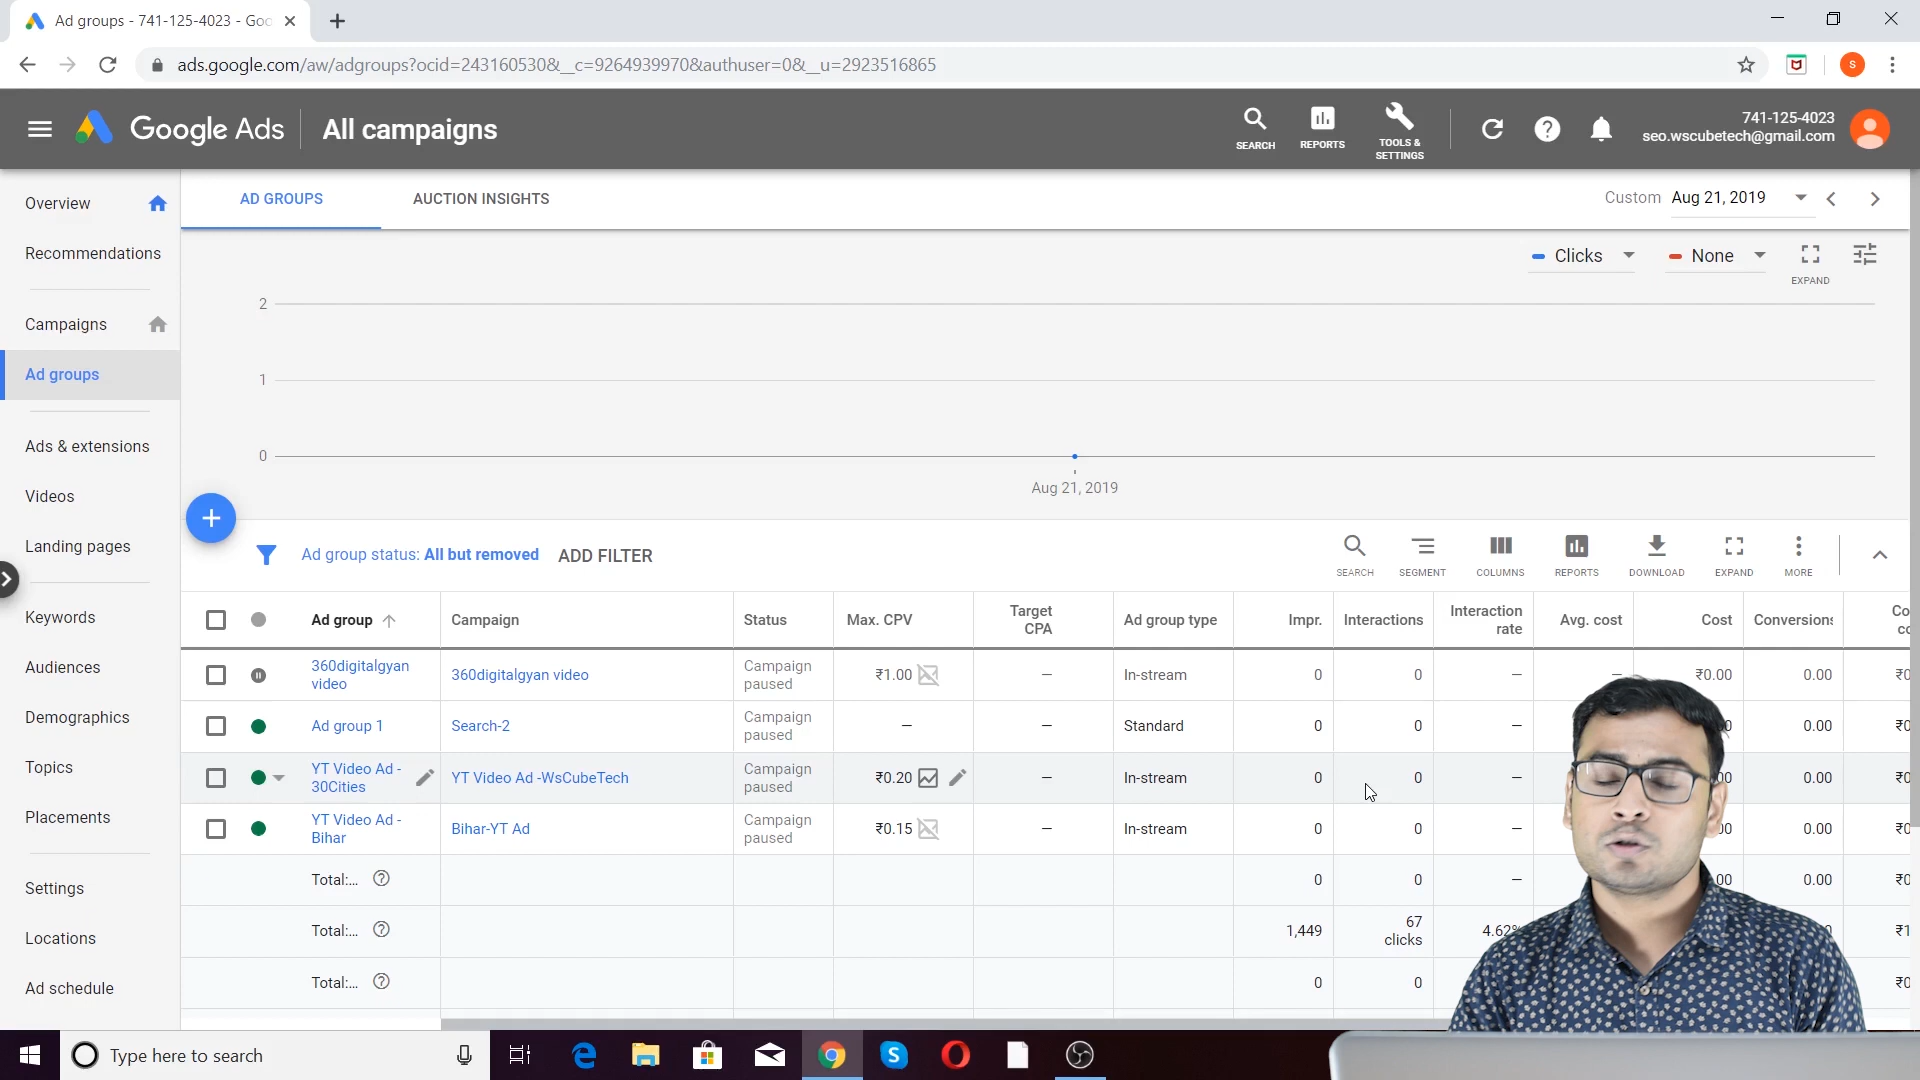 Ad groups - 741-125-4023 - Goo
ads.google.com/aw/adgroups?ocid=243160530&__c=9264939970&authuser=0&__u=2923516865
S
Google Ads
All campaigns
SEARCH
REPORTS
TOOLS &
SETTINGS
741-125-4023
seo.wscubetech@gmail.com
Overview
Recommendations
Campaigns
Ad groups
Ads & extensions
Videos
Landing pages
Keywords
Audiences
Demographics
Topics
Placements
Settings
Locations
Ad schedule
AD GROUPS
AUCTION INSIGHTS
Custom Aug 21, 2019
Clicks
None
EXPAND
2
1
0
Aug 21, 2019
Ad group status: All but removed
ADD FILTER
SEARCH
SEGMENT
COLUMNS
REPORTS
DOWNLOAD
EXPAND
MORE
Ad group
Campaign
Status
Max. CPV
Target
CPA
Ad group type
Impr.
Interactions
Interaction
rate
Avg. cost
Cost
Conversions
360digitalgyan
video
360digitalgyan video
Campaign
paused
₹1.00
—
In-stream
0
0
—
—
₹0.00
0.00
₹0
Ad group 1
Search-2
Campaign
paused
—
—
Standard
0
0
—
0.00
₹0
YT Video Ad -
30Cities
YT Video Ad -WsCubeTech
Campaign
paused
₹0.20
—
In-stream
0
0
—
0.00
₹0
YT Video Ad -
Bihar
Bihar-YT Ad
Campaign
paused
₹0.15
—
In-stream
0
0
—
0.00
₹0
Total:...
0
0
—
0.00
₹0
Total:...
1,449
67
clicks
4.62%
₹1
Total:...
0
0
₹0
Type here to search